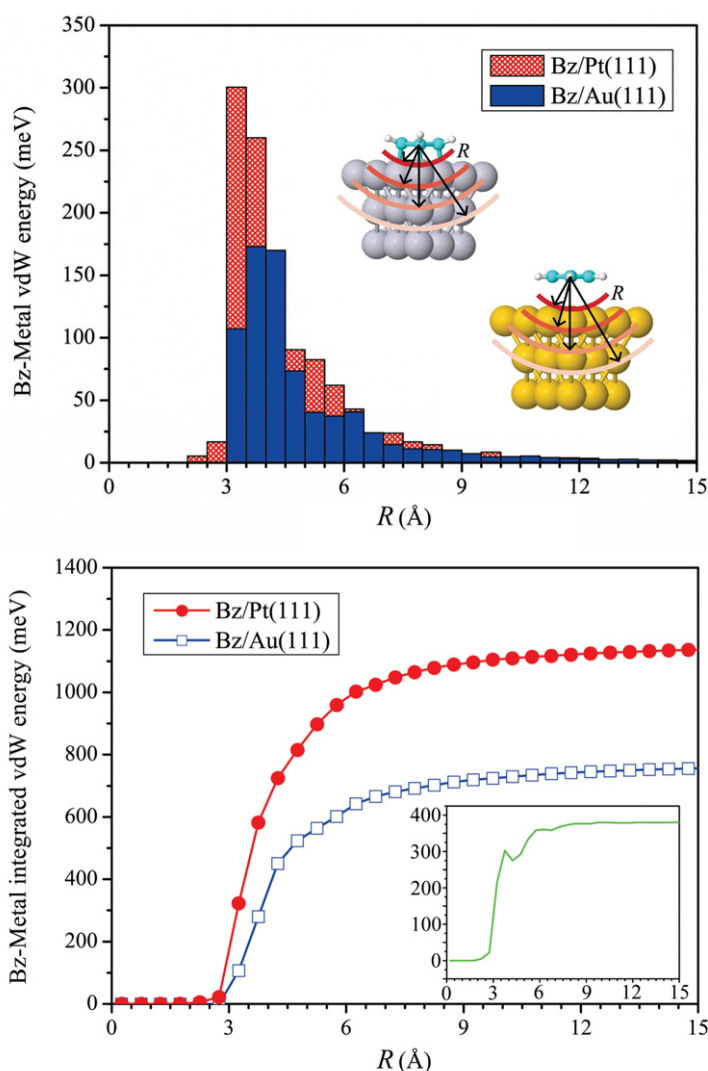 350
300
250
200
150
100
50
0
Bz-Metal vdW energy (meV)
Bz/Pt(111)
Bz/Au(111)
R
R
0 3 6 9 12 15
R (Å)
1400
1200
1000
800
600
400
200
0
Bz-Metal integrated vdW energy (meV)
Bz/Pt(111)
Bz/Au(111)
400
300
200
100
0
0 3 6 9 12 15
0 3 6 9 12 15
R (Å)